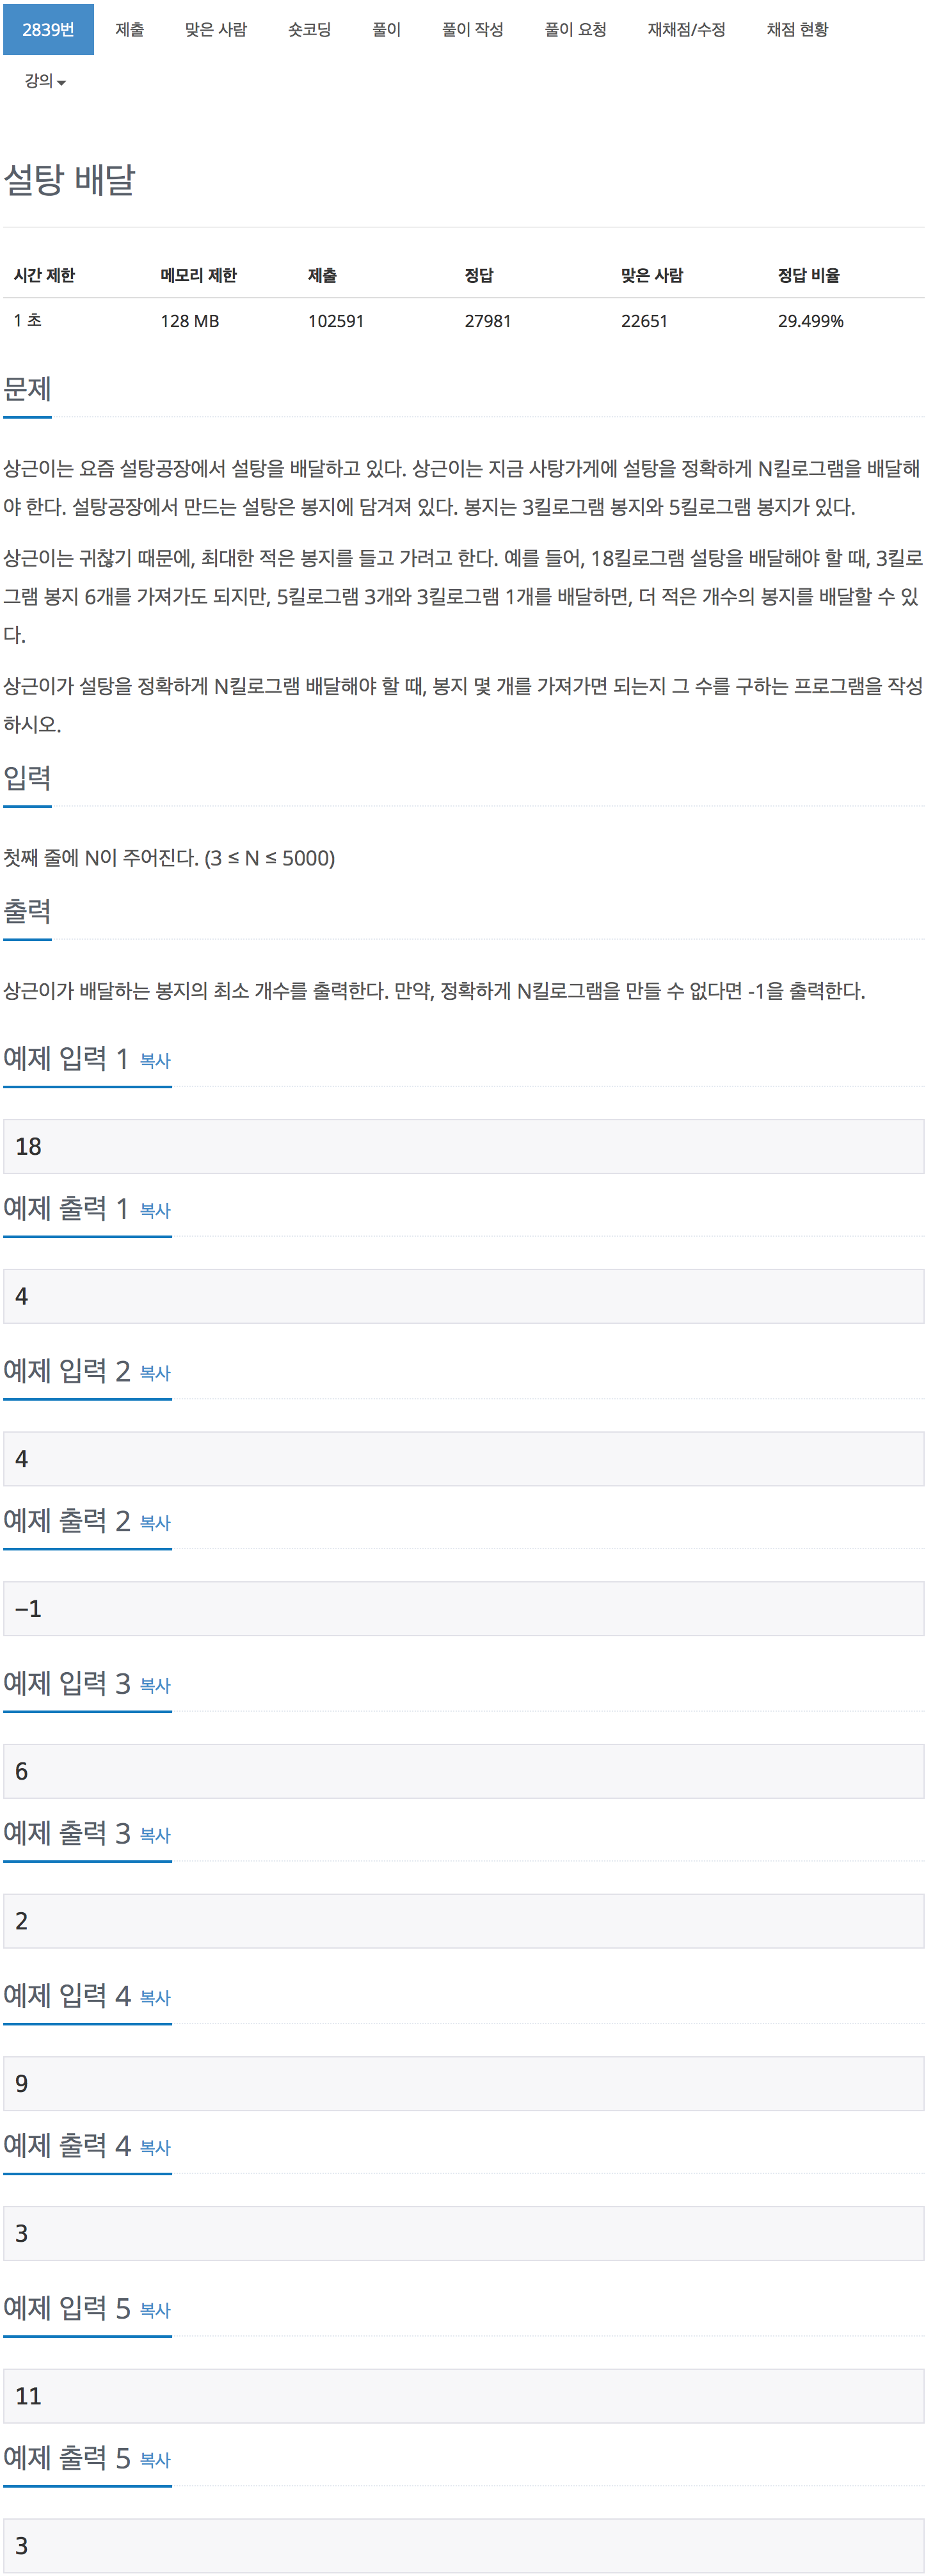 2839번 제출 맞은 사람 숏코딩 풀이 풀이 작성 풀이 요청 재채점/수정 채점 현황
강의
설탕 배달
시간 제한 메모리 제한 제출 정답 맞은 사람 정답 비율
1 초 128 MB 102591 27981 22651 29.499%
문제
상근이는 요즘 설탕공장에서 설탕을 배달하고 있다. 상근이는 지금 사탕가게에 설탕을 정확하게 N킬로그램을 배달해
야 한다. 설탕공장에서 만드는 설탕은 봉지에 담겨져 있다. 봉지는 3킬로그램 봉지와 5킬로그램 봉지가 있다.
상근이는 귀찮기 때문에, 최대한 적은 봉지를 들고 가려고 한다. 예를 들어, 18킬로그램 설탕을 배달해야 할 때, 3킬로
그램 봉지 6개를 가져가도 되지만, 5킬로그램 3개와 3킬로그램 1개를 배달하면, 더 적은 개수의 봉지를 배달할 수 있
다.
상근이가 설탕을 정확하게 N킬로그램 배달해야 할 때, 봉지 몇 개를 가져가면 되는지 그 수를 구하는 프로그램을 작성
하시오.
입력
첫째 줄에 N이 주어진다. (3 ≤ N ≤ 5000)
출력
상근이가 배달하는 봉지의 최소 개수를 출력한다. 만약, 정확하게 N킬로그램을 만들 수 없다면 -1을 출력한다.
예제 입력 1 복사
18
예제 출력 1 복사
4
예제 입력 2 복사
4
예제 출력 2 복사
-1
예제 입력 3 복사
6
예제 출력 3 복사
2
예제 입력 4 복사
9
예제 출력 4 복사
3
예제 입력 5 복사
11
예제 출력 5 복사
3